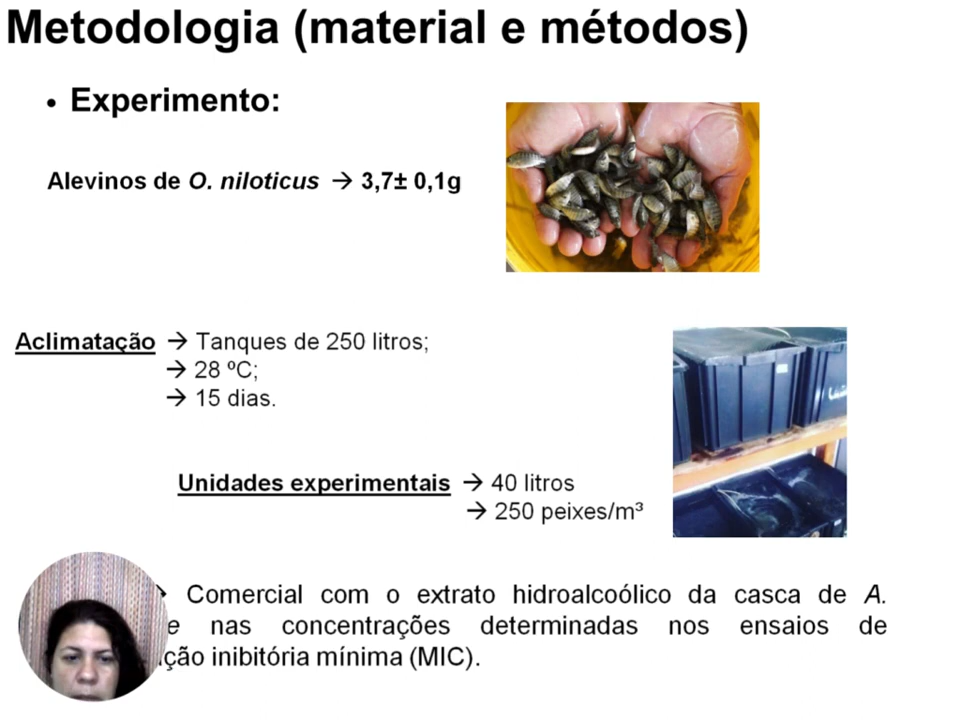 Metodologia (material e métodos)
• Experimento:
Alevinos de O. niloticus → 3,7± 0,1g
Aclimatação → Tanques de 250 litros;
→ 28 ºC;
→ 15 dias.
Unidades experimentais → 40 litros
→ 250 peixes/m³
Comercial com o extrato hidroalcoólico da casca de A.
e nas concentrações determinadas nos ensaios de
ção inibitória mínima (MIC).